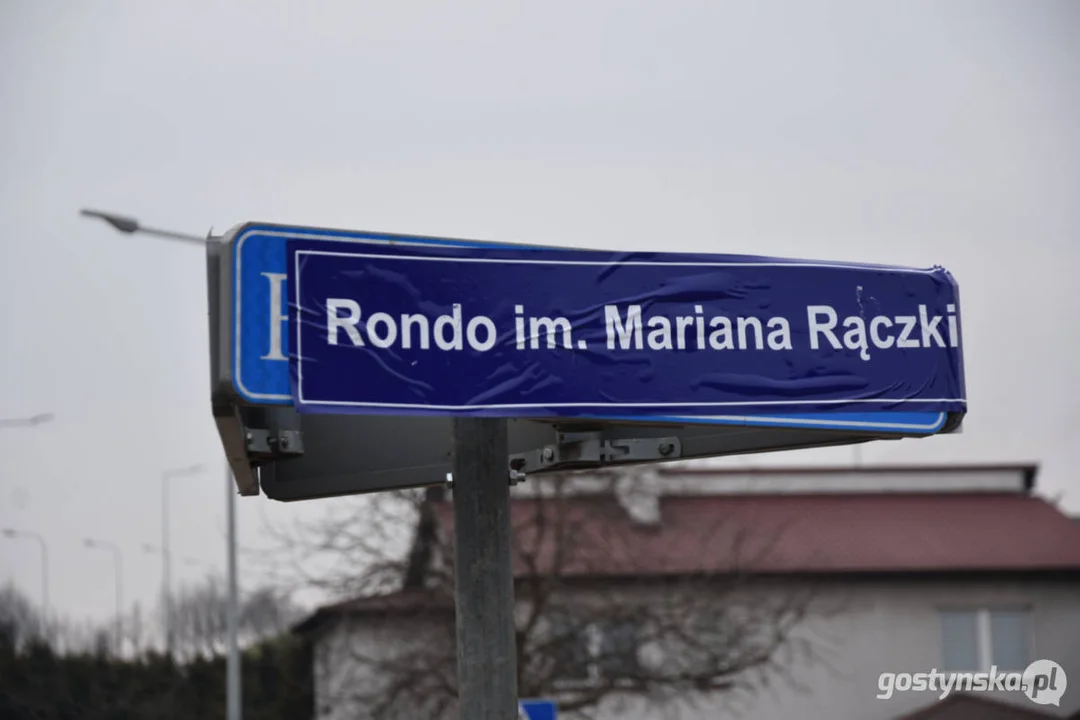 Rondo im. Mariana Rączki
gostynska.pl